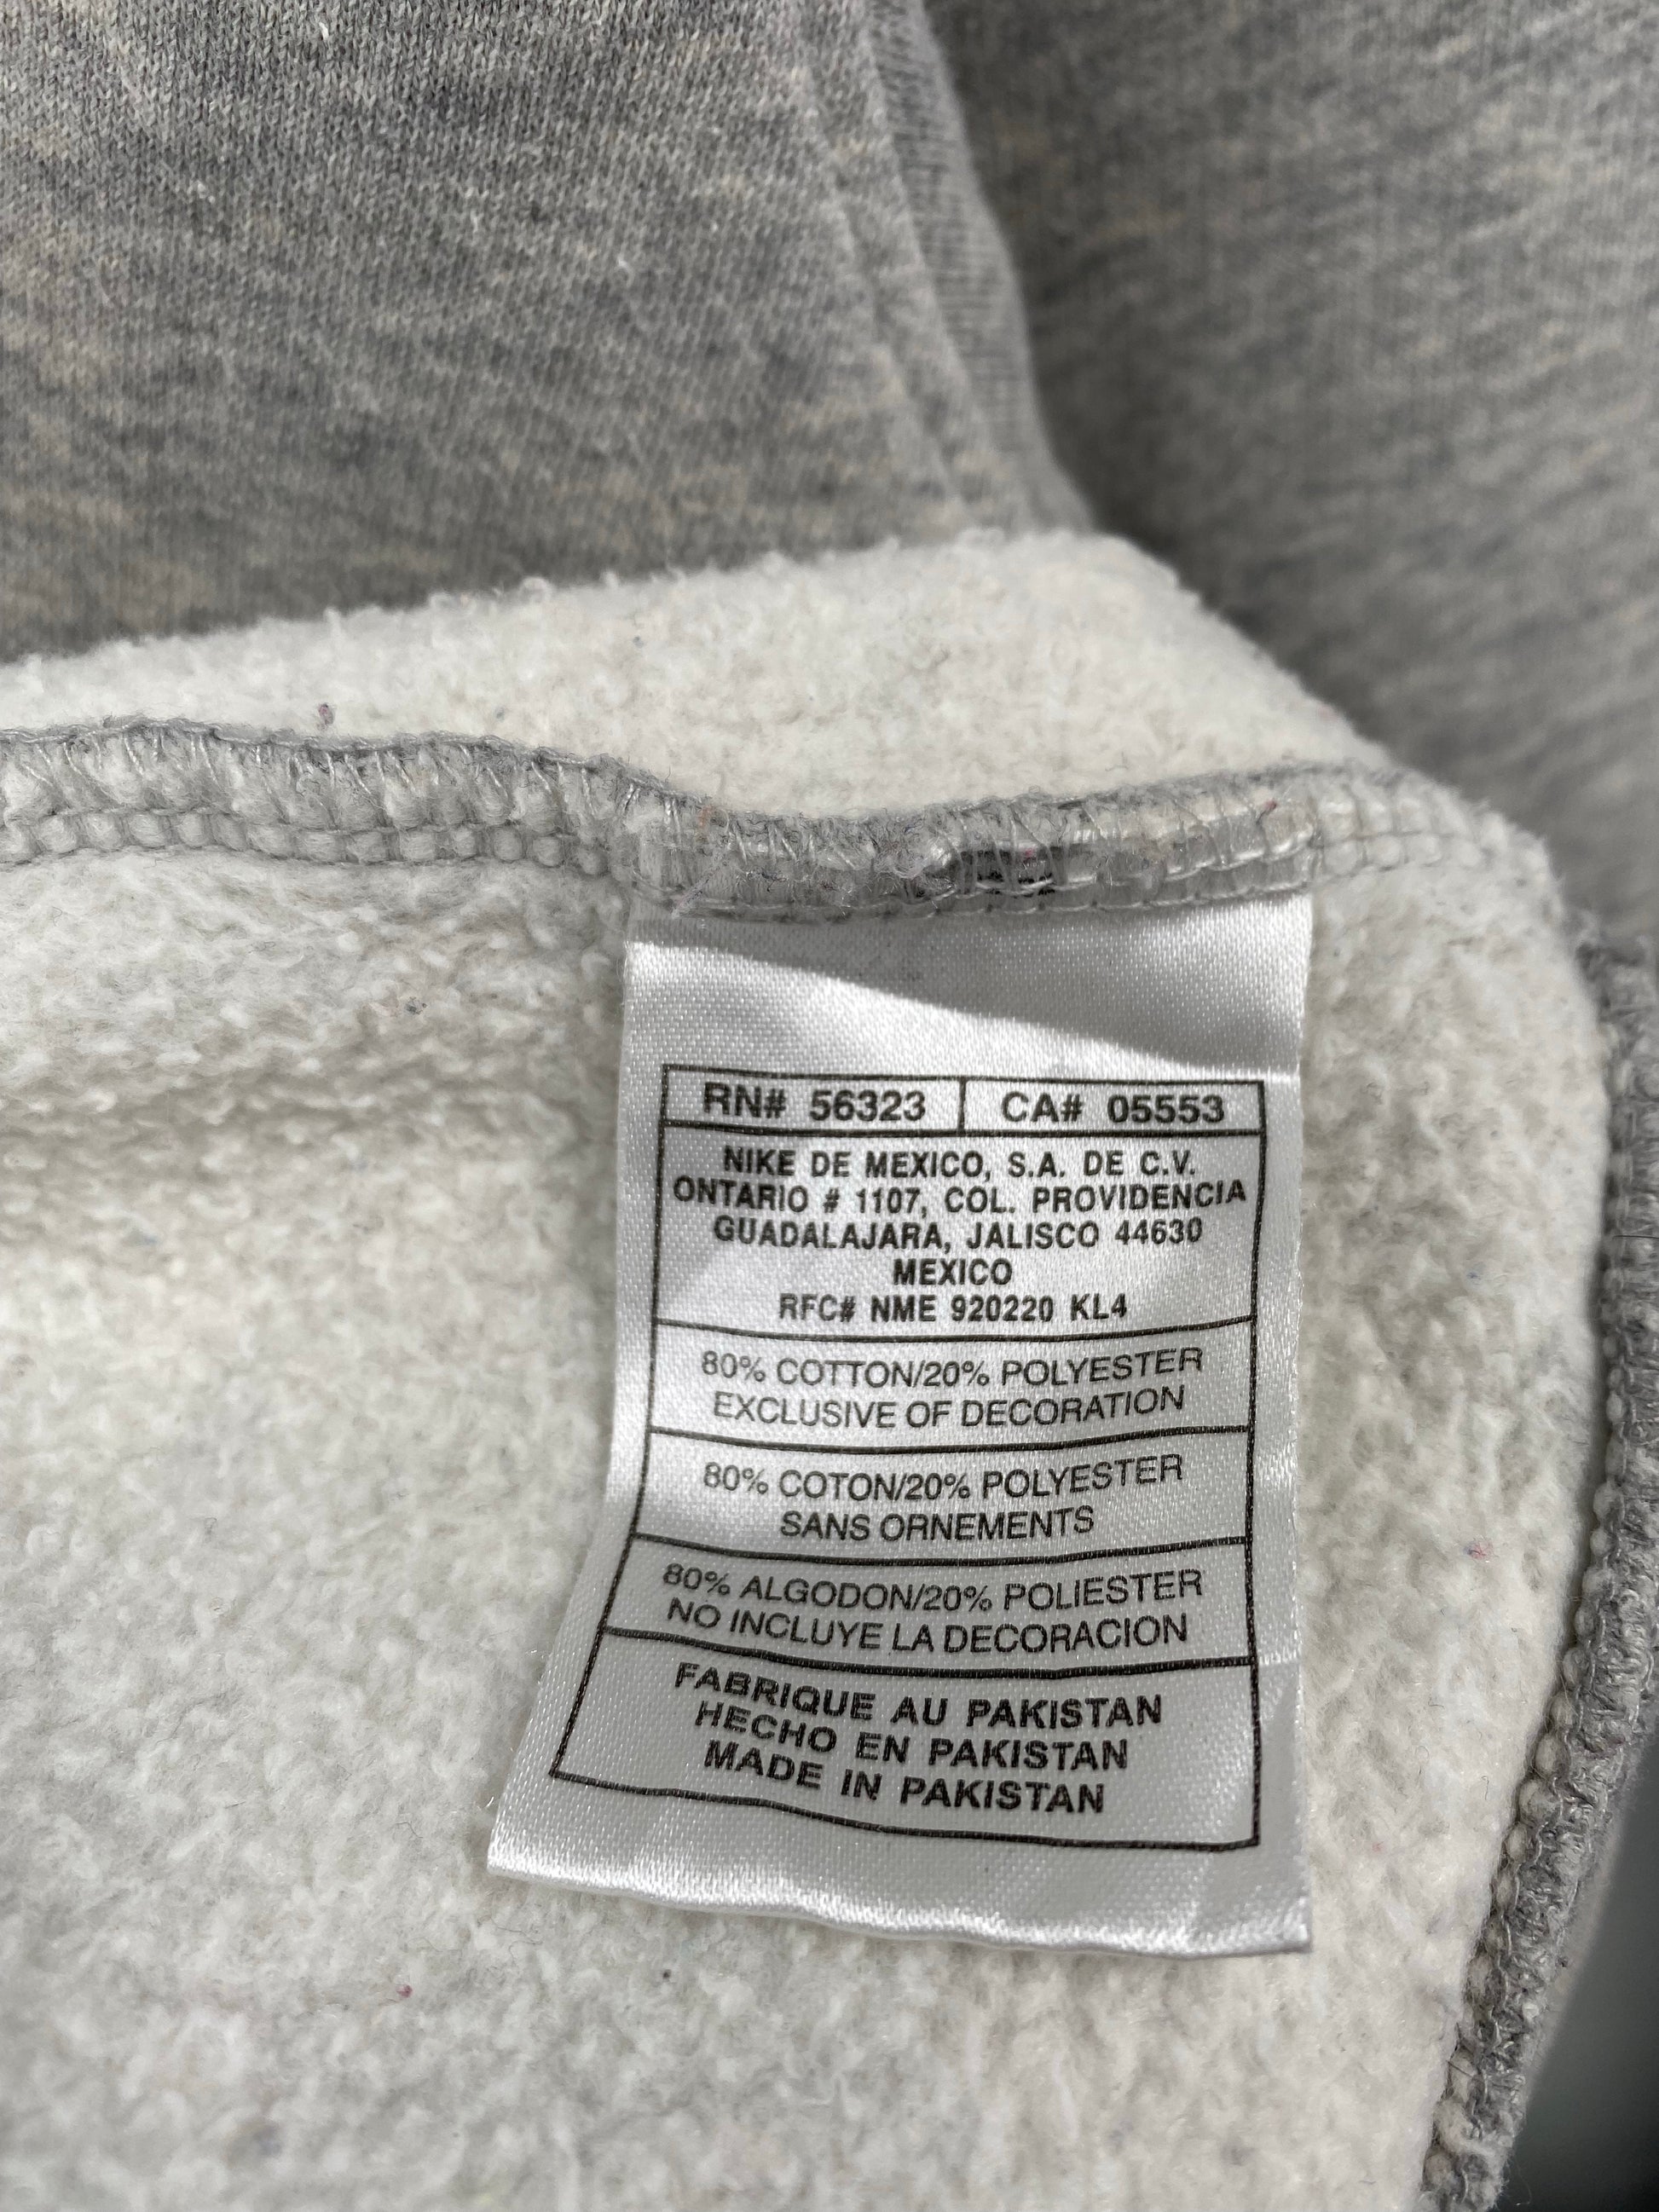 RN# 56323 CA# 05553
NIKE DE MEXICO, S.A. DE C.V.
ONTARIO # 1107, COL. PROVIDENCIA
GUADALAJARA, JALISCO 44630
MEXICO
RFC# NME 920220 KL4
80% COTTON/20% POLYESTER
EXCLUSIVE OF DECORATION
80% COTON/20% POLYESTER
SANS ORNEMENTS
80% ALGODON/20% POLIESTER
NO INCLUYE LA DECORACION
FABRIQUE AU PAKISTAN
HECHO EN PAKISTAN
MADE IN PAKISTAN